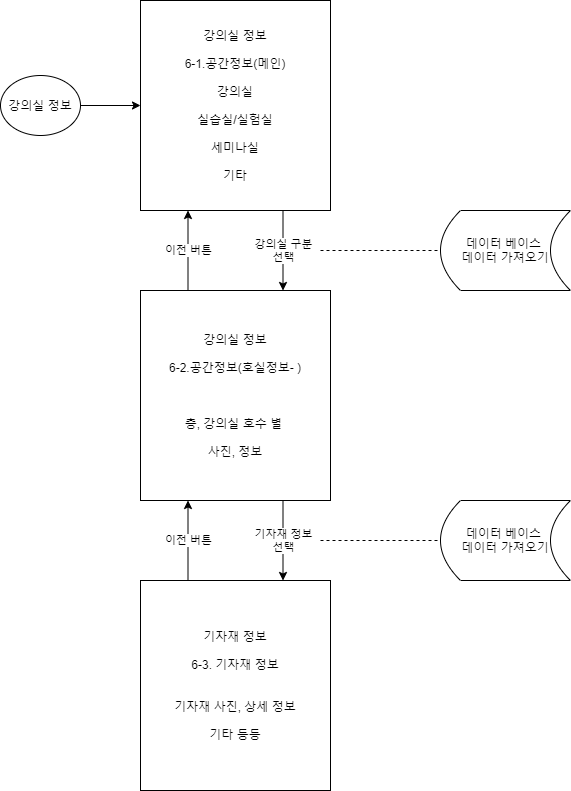 강의실 정보
강의실 정보
6-1.공간정보(메인)
강의실
실습실/실험실
세미나실
기타
이전 버튼
강의실 구분
선택
데이터 베이스
데이터 가져오기
강의실 정보
6-2.공간정보(호실정보- )
층, 강의실 호수 별
사진, 정보
이전 버튼
기자재 정보
선택
데이터 베이스
데이터 가져오기
기자재 정보
6-3. 기자재 정보
기자재 사진, 상세 정보
기타 등등